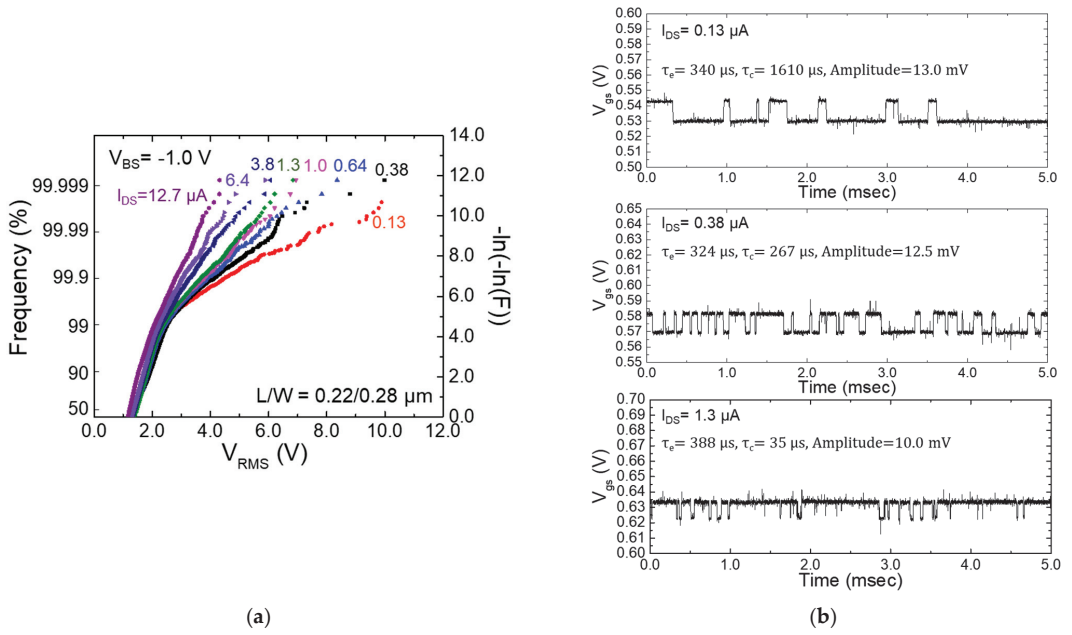 V_BS= -1.0 V
I_DS=12.7 μA
6.4
3.8
1.3
1.0
0.64
0.38
0.13
L/W = 0.22/0.28 μm
Frequency (%)
99.999
99.99
99.9
99
90
50
-ln(-ln(F))
14.0
12.0
10.0
8.0
6.0
4.0
2.0
0.0
0.0 2.0 4.0 6.0 8.0 10.0 12.0
V_RMS (V)
(a)
I_DS= 0.13 μA
τ_e= 340 μs, τ_c= 1610 μs, Amplitude=13.0 mV
V_gs (V)
0.60
0.59
0.58
0.57
0.56
0.55
0.54
0.53
0.52
0.51
0.50
0.0 1.0 2.0 3.0 4.0 5.0
Time (msec)
I_DS= 0.38 μA
τ_e= 324 μs, τ_c= 267 μs, Amplitude=12.5 mV
V_gs (V)
0.65
0.64
0.63
0.62
0.61
0.60
0.59
0.58
0.57
0.56
0.55
0.0 1.0 2.0 3.0 4.0 5.0
Time (msec)
I_DS= 1.3 μA
τ_e= 388 μs, τ_c= 35 μs, Amplitude=10.0 mV
V_gs (V)
0.70
0.69
0.68
0.67
0.66
0.65
0.64
0.63
0.62
0.61
0.60
0.0 1.0 2.0 3.0 4.0 5.0
Time (msec)
(b)